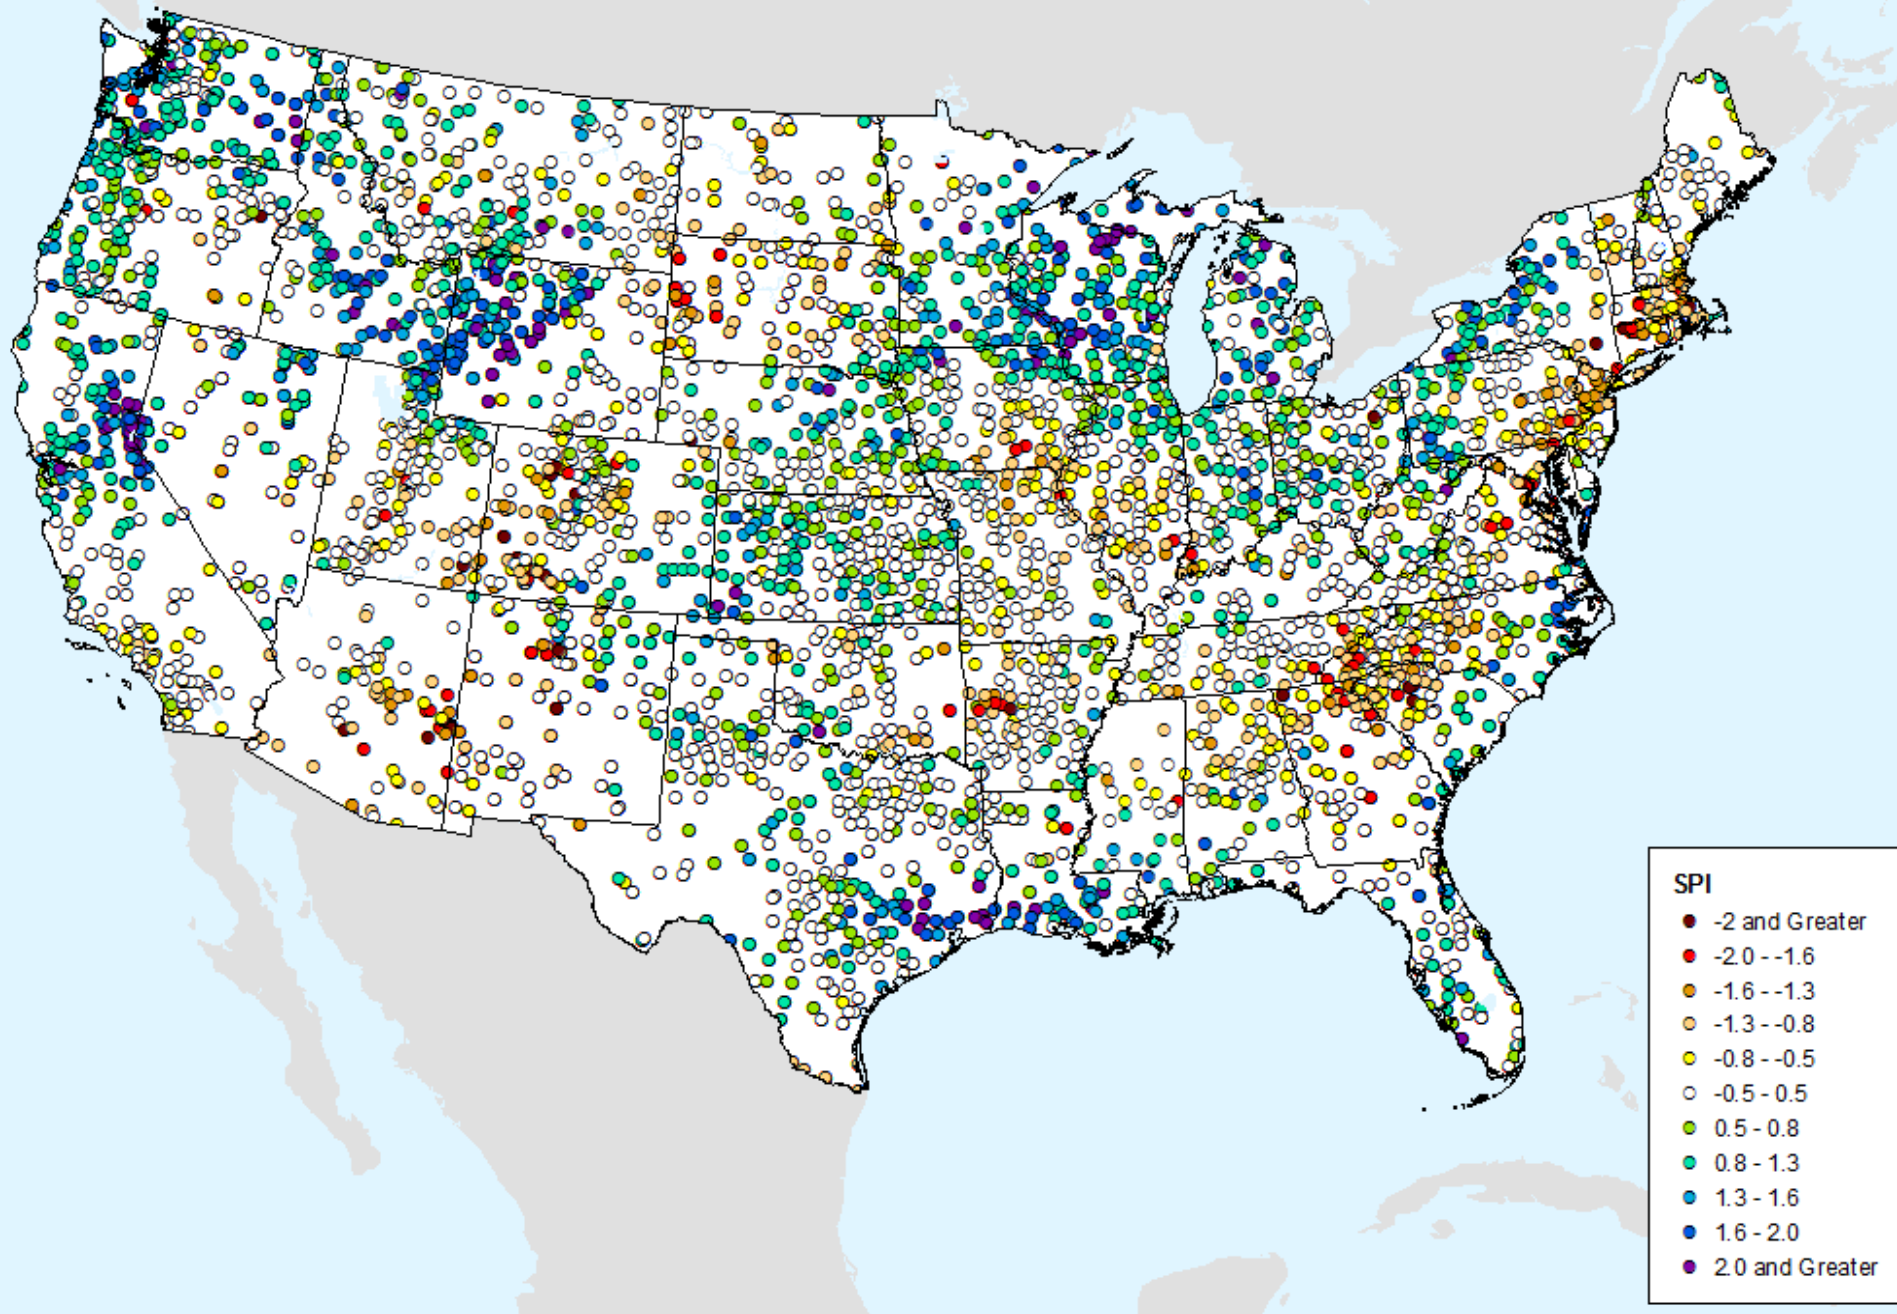 SPI
-2 and Greater
-2.0 - -1.6
-1.6 - -1.3
-1.3 - -0.8
-0.8 - -0.5
-0.5 - 0.5
0.5 - 0.8
0.8 - 1.3
1.3 - 1.6
1.6 - 2.0
2.0 and Greater